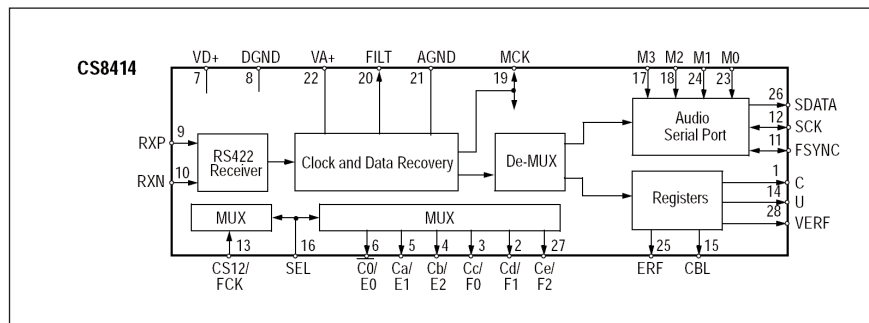 CS8414
VD+ DGND VA+ FILT AGND MCK M3 M2 M1 M0
7 8 22 20 21 19 17 18 24 23
26 SDATA
12 SCK
11 FSYNC
Audio
Serial Port
RXP 9
RXN 10
RS422
Receiver
Clock and Data Recovery
De-MUX
Registers
1 C
14 U
28 VERF
MUX
MUX
13 16 6 5 4 3 2 27 25 15
CS12/ SEL C0/ Ca/ Cb/ Cc/ Cd/ Ce/ ERF CBL
FCK E0 E1 E2 F0 F1 F2